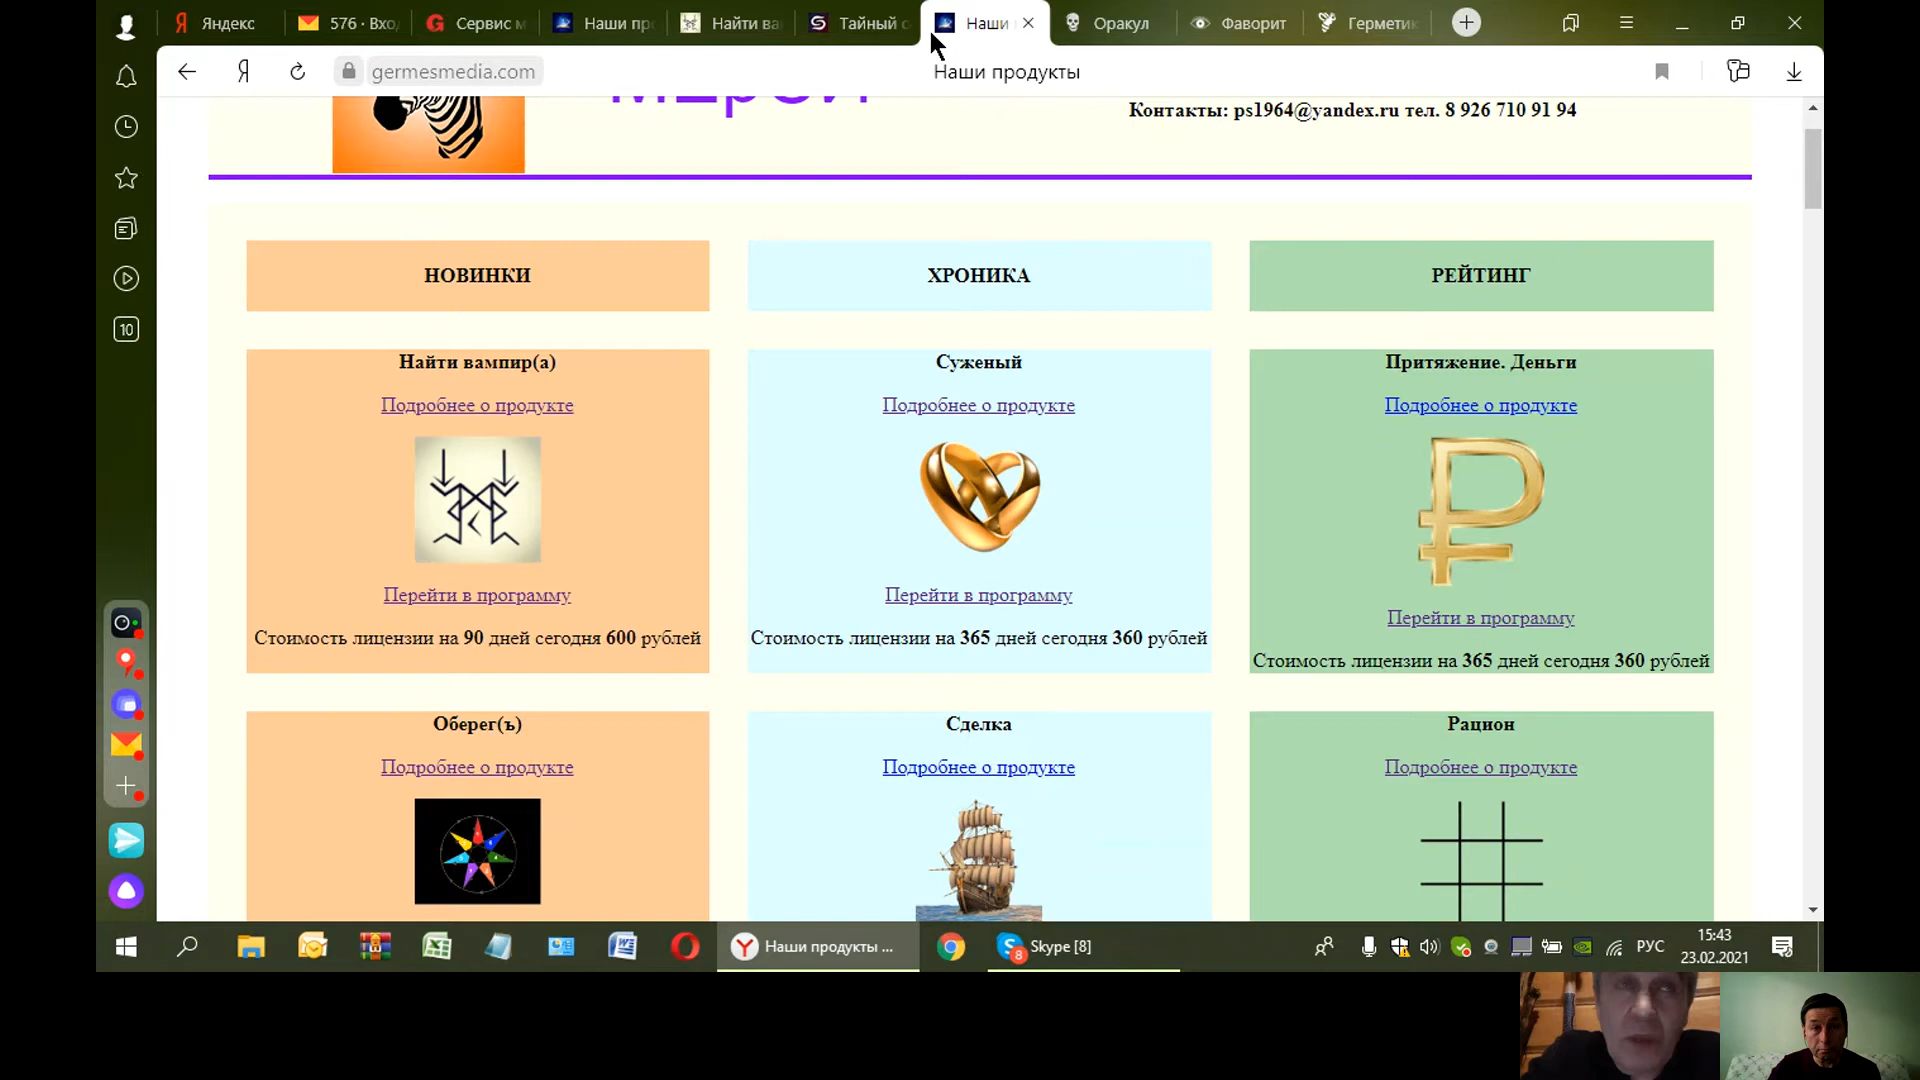 Яндекс
576 · Вхо
Сервис м
Наши пр
Найти ва
Тайный о
Наши
Оракул
Фаворит
Герметик
germesmedia.com
Наши продукты
Контакты: ps1964@yandex.ru тел. 8 926 710 91 94
10
НОВИНКИ
ХРОНИКА
РЕЙТИНГ
Найти вампир(а)
Суженый
Притяжение. Деньги
Подробнее о продукте
Подробнее о продукте
Подробнее о продукте
Перейти в программу
Перейти в программу
Перейти в программу
Стоимость лицензии на 90 дней сегодня 600 рублей
Стоимость лицензии на 365 дней сегодня 360 рублей
Стоимость лицензии на 365 дней сегодня 360 рублей
Оберег(ъ)
Сделка
Рацион
Подробнее о продукте
Подробнее о продукте
Подробнее о продукте
Наши продукты ...
Skype [8]
8
РУС
15:43
23.02.2021